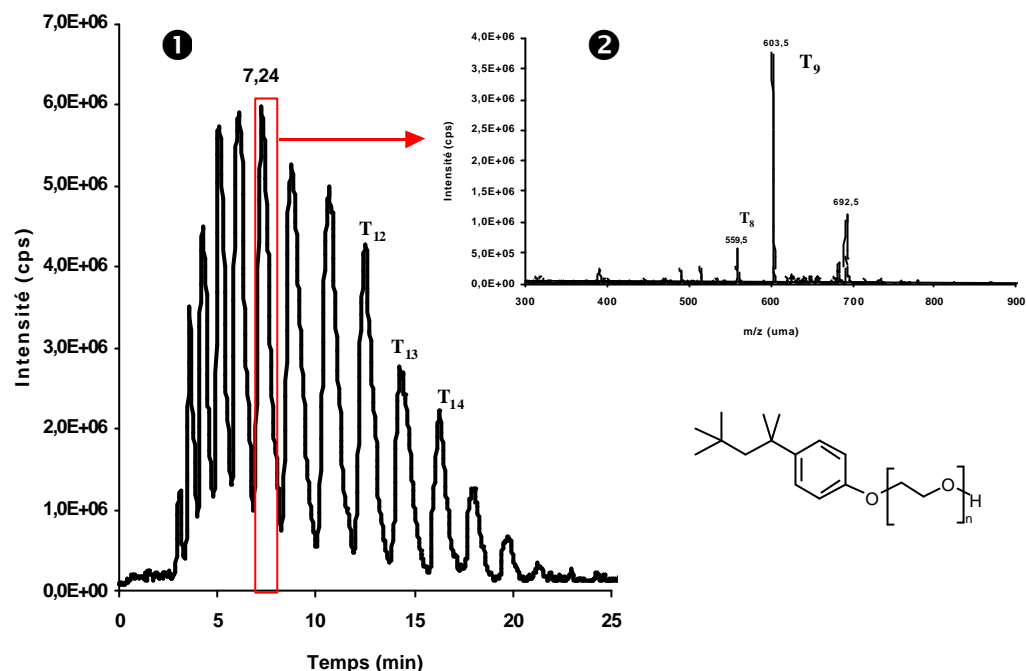 ❶
7,0E+06
6,0E+06
5,0E+06
4,0E+06
3,0E+06
2,0E+06
1,0E+06
0,0E+00
Intensité (cps)
7,24
T12
T13
T14
0 5 10 15 20 25
Temps (min)
❷
4,0E+06
3,5E+06
3,0E+06
2,5E+06
2,0E+06
1,5E+06
1,0E+06
5,0E+05
0,0E+00
Intensité (cps)
603,5
T9
T8
559,5
692,5
300 500 600 700 800 900
m/z (uma)
O
O
H
n